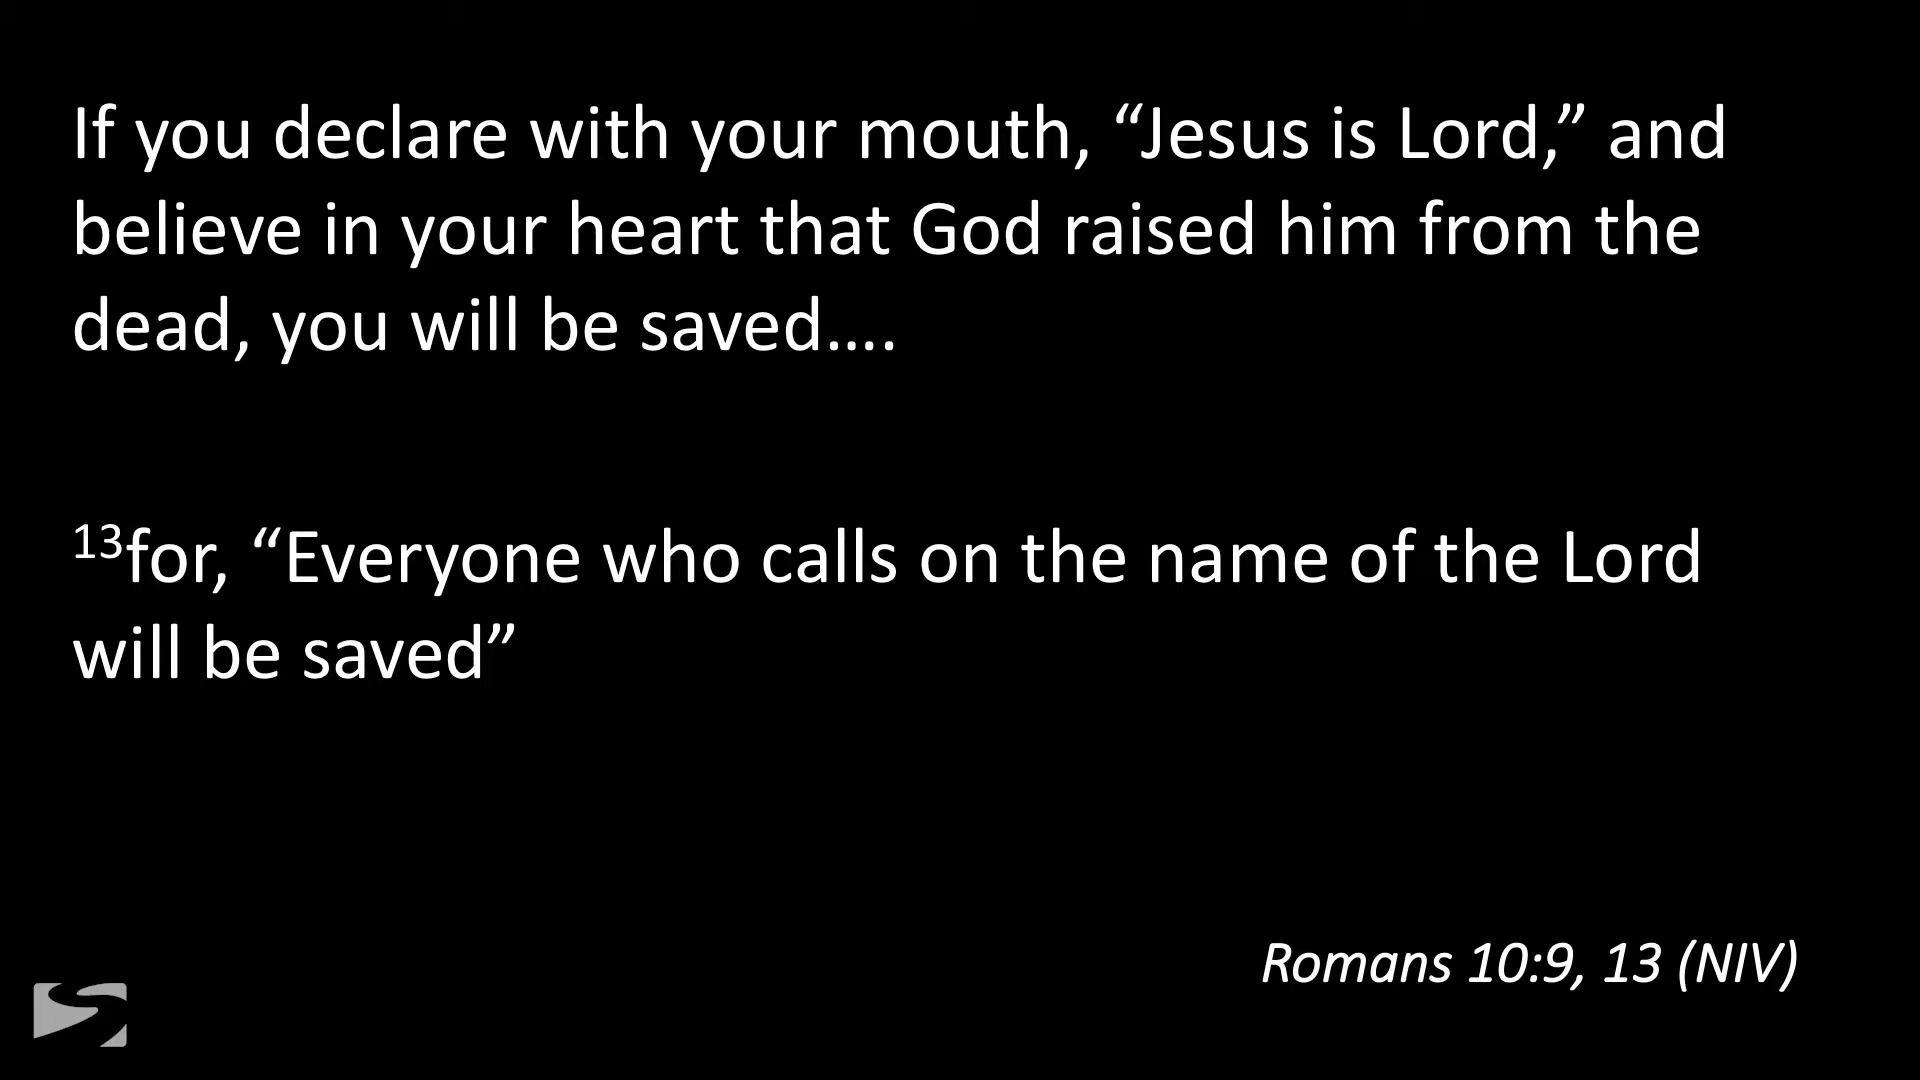 If you declare with your mouth, “Jesus is Lord,” and
believe in your heart that God raised him from the
dead, you will be saved….
13for, “Everyone who calls on the name of the Lord
will be saved”
Romans 10:9, 13 (NIV)